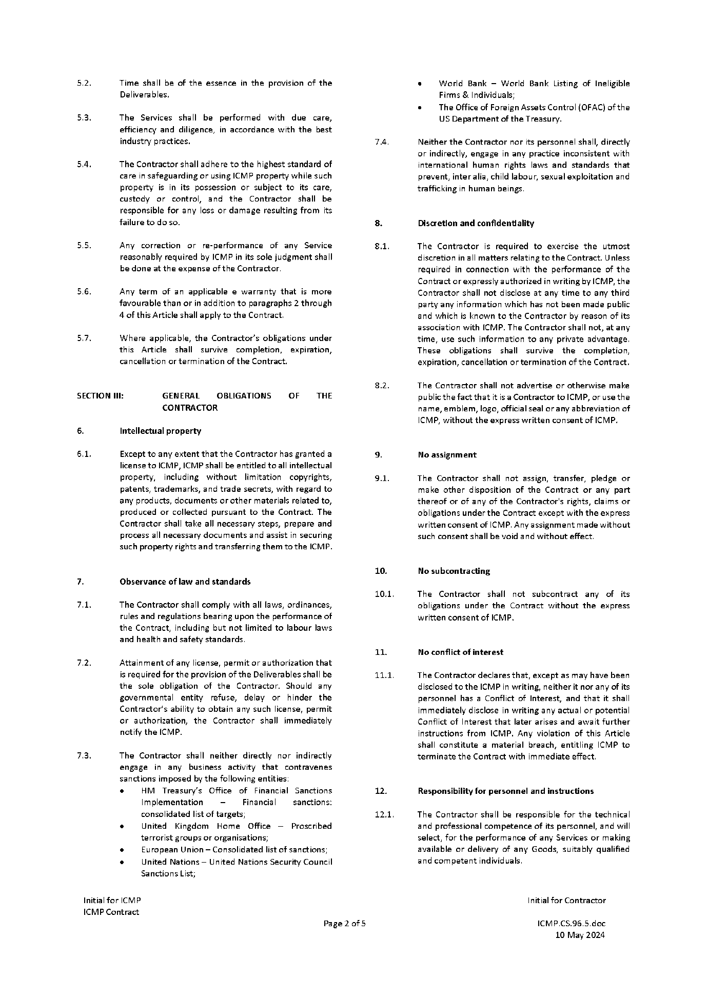 5.2. Time shall be of the essence in the provision of the
Deliverables.
5.3. The Services shall be performed with due care,
efficiency and diligence, in accordance with the best
industry practices.
5.4. The Contractor shall adhere to the highest standard of
care in safeguarding or using ICMP property while such
property is in its possession or subject to its care,
custody or control, and the Contractor shall be
responsible for any loss or damage resulting from its
failure to do so.
5.5. Any correction or re-performance of any Service
reasonably required by ICMP in its sole judgment shall
be done at the expense of the Contractor.
5.6. Any term of an applicable e warranty that is more
favourable than or in addition to paragraphs 2 through
4 of this Article shall apply to the Contract.
5.7. Where applicable, the Contractor’s obligations under
this Article shall survive completion, expiration,
cancellation or termination of the Contract.
SECTION III: GENERAL OBLIGATIONS OF THE
CONTRACTOR
6. Intellectual property
6.1. Except to any extent that the Contractor has granted a
license to ICMP, ICMP shall be entitled to all intellectual
property, including without limitation copyrights,
patents, trademarks, and trade secrets, with regard to
any products, documents or other materials related to,
produced or collected pursuant to the Contract. The
Contractor shall take all necessary steps, prepare and
process all necessary documents and assist in securing
such property rights and transferring them to the ICMP.
7. Observance of law and standards
7.1. The Contractor shall comply with all laws, ordinances,
rules and regulations bearing upon the performance of
the Contract, including but not limited to labour laws
and health and safety standards.
7.2. Attainment of any license, permit or authorization that
is required for the provision of the Deliverables shall be
the sole obligation of the Contractor. Should any
governmental entity refuse, delay or hinder the
Contractor’s ability to obtain any such license, permit
or authorization, the Contractor shall immediately
notify the ICMP.
7.3. The Contractor shall neither directly nor indirectly
engage in any business activity that contravenes
sanctions imposed by the following entities:
• HM Treasury’s Office of Financial Sanctions
Implementation – Financial sanctions:
consolidated list of targets;
• United Kingdom Home Office – Proscribed
terrorist groups or organisations;
• European Union – Consolidated list of sanctions;
• United Nations – United Nations Security Council
Sanctions List;
• World Bank – World Bank Listing of Ineligible
Firms & Individuals;
• The Office of Foreign Assets Control (OFAC) of the
US Department of the Treasury.
7.4. Neither the Contractor nor its personnel shall, directly
or indirectly, engage in any practice inconsistent with
international human rights laws and standards that
prevent, inter alia, child labour, sexual exploitation and
trafficking in human beings.
8. Discretion and confidentiality
8.1. The Contractor is required to exercise the utmost
discretion in all matters relating to the Contract. Unless
required in connection with the performance of the
Contract or expressly authorized in writing by ICMP, the
Contractor shall not disclose at any time to any third
party any information which has not been made public
and which is known to the Contractor by reason of its
association with ICMP. The Contractor shall not, at any
time, use such information to any private advantage.
These obligations shall survive the completion,
expiration, cancellation or termination of the Contract.
8.2. The Contractor shall not advertise or otherwise make
public the fact that it is a Contractor to ICMP, or use the
name, emblem, logo, official seal or any abbreviation of
ICMP, without the express written consent of ICMP.
9. No assignment
9.1. The Contractor shall not assign, transfer, pledge or
make other disposition of the Contract or any part
thereof or of any of the Contractor's rights, claims or
obligations under the Contract except with the express
written consent of ICMP. Any assignment made without
such consent shall be void and without effect.
10. No subcontracting
10.1. The Contractor shall not subcontract any of its
obligations under the Contract without the express
written consent of ICMP.
11. No conflict of interest
11.1. The Contractor declares that, except as may have been
disclosed to the ICMP in writing, neither it nor any of its
personnel has a Conflict of Interest, and that it shall
immediately disclose in writing any actual or potential
Conflict of Interest that later arises and await further
instructions from ICMP. Any violation of this Article
shall constitute a material breach, entitling ICMP to
terminate the Contract with immediate effect.
12. Responsibility for personnel and instructions
12.1. The Contractor shall be responsible for the technical
and professional competence of its personnel, and will
select, for the performance of any Services or making
available or delivery of any Goods, suitably qualified
and competent individuals.
Initial for ICMP Initial for Contractor
ICMP Contract
Page 2 of 5 ICMP.CS.96.5.doc
10 May 2024